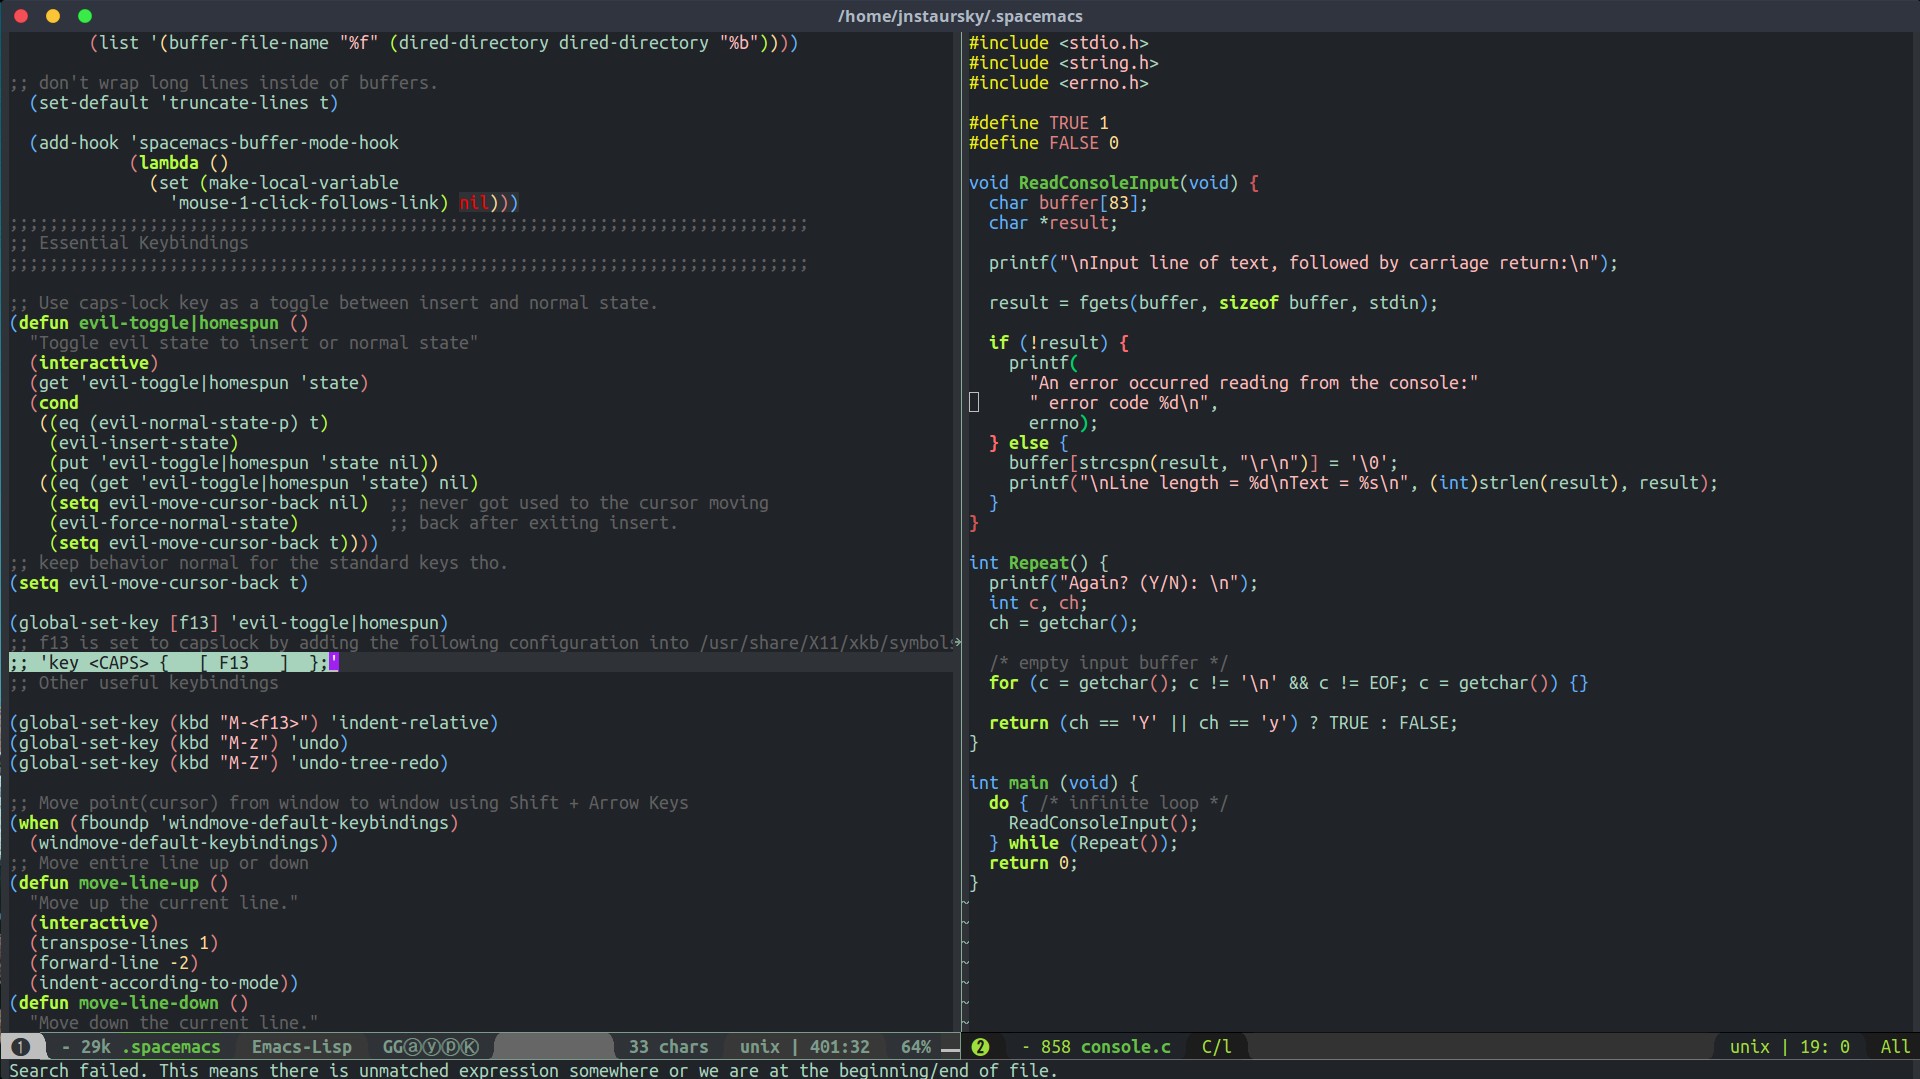 /home/jnstaursky/.spacemacs
        (list '(buffer-file-name "%f" (dired-directory dired-directory "%b"))))

;; don't wrap long lines inside of buffers.
  (set-default 'truncate-lines t)

  (add-hook 'spacemacs-buffer-mode-hook
            (lambda ()
              (set (make-local-variable
                'mouse-1-click-follows-link) nil)))
;;;;;;;;;;;;;;;;;;;;;;;;;;;;;;;;;;;;;;;;;;;;;;;;;;;;;;;;;;;;;;;;;;;;;;;;;;;;;;;;
;; Essential Keybindings
;;;;;;;;;;;;;;;;;;;;;;;;;;;;;;;;;;;;;;;;;;;;;;;;;;;;;;;;;;;;;;;;;;;;;;;;;;;;;;;;

;; Use caps-lock key as a toggle between insert and normal state.
(defun evil-toggle|homespun ()
  "Toggle evil state to insert or normal state"
  (interactive)
  (get 'evil-toggle|homespun 'state)
  (cond
   ((eq (evil-normal-state-p) t)
    (evil-insert-state)
    (put 'evil-toggle|homespun 'state nil))
   ((eq (get 'evil-toggle|homespun 'state) nil)
    (setq evil-move-cursor-back nil)  ;; never got used to the cursor moving
    (evil-force-normal-state)         ;; back after exiting insert.
    (setq evil-move-cursor-back t))))
;; keep behavior normal for the standard keys tho.
(setq evil-move-cursor-back t)

(global-set-key [f13] 'evil-toggle|homespun)
;; f13 is set to capslock by adding the following configuration into /usr/share/X11/xkb/symbols
;; 'key <CAPS> {   [ F13   ]  };'
;; Other useful keybindings

(global-set-key (kbd "M-<f13>") 'indent-relative)
(global-set-key (kbd "M-z") 'undo)
(global-set-key (kbd "M-Z") 'undo-tree-redo)

;; Move point(cursor) from window to window using Shift + Arrow Keys
(when (fboundp 'windmove-default-keybindings)
  (windmove-default-keybindings))
;; Move entire line up or down
(defun move-line-up ()
  "Move up the current line."
  (interactive)
  (transpose-lines 1)
  (forward-line -2)
  (indent-according-to-mode))
(defun move-line-down ()
  "Move down the current line."
#include <stdio.h>
#include <string.h>
#include <errno.h>

#define TRUE 1
#define FALSE 0

void ReadConsoleInput(void) {
  char buffer[83];
  char *result;

  printf("\nInput line of text, followed by carriage return:\n");

  result = fgets(buffer, sizeof buffer, stdin);

  if (!result) {
    printf(
      "An error occurred reading from the console:"
      " error code %d\n",
      errno);
  } else {
    buffer[strcspn(result, "\r\n")] = '\0';
    printf("\nLine length = %d\nText = %s\n", (int)strlen(result), result);
  }
}

int Repeat() {
  printf("Again? (Y/N): \n");
  int c, ch;
  ch = getchar();

  /* empty input buffer */
  for (c = getchar(); c != '\n' && c != EOF; c = getchar()) {}

  return (ch == 'Y' || ch == 'y') ? TRUE : FALSE;
}

int main (void) {
  do { /* infinite loop */
    ReadConsoleInput();
  } while (Repeat());
  return 0;
}
~
~
~
~
~
~
~
❶ - 29k .spacemacs Emacs-Lisp GGⓐⓨⓟⓀ 33 chars unix | 401:32 64%
❷ - 858 console.c C/l unix | 19: 0 All
Search failed. This means there is unmatched expression somewhere or we are at the beginning/end of file.